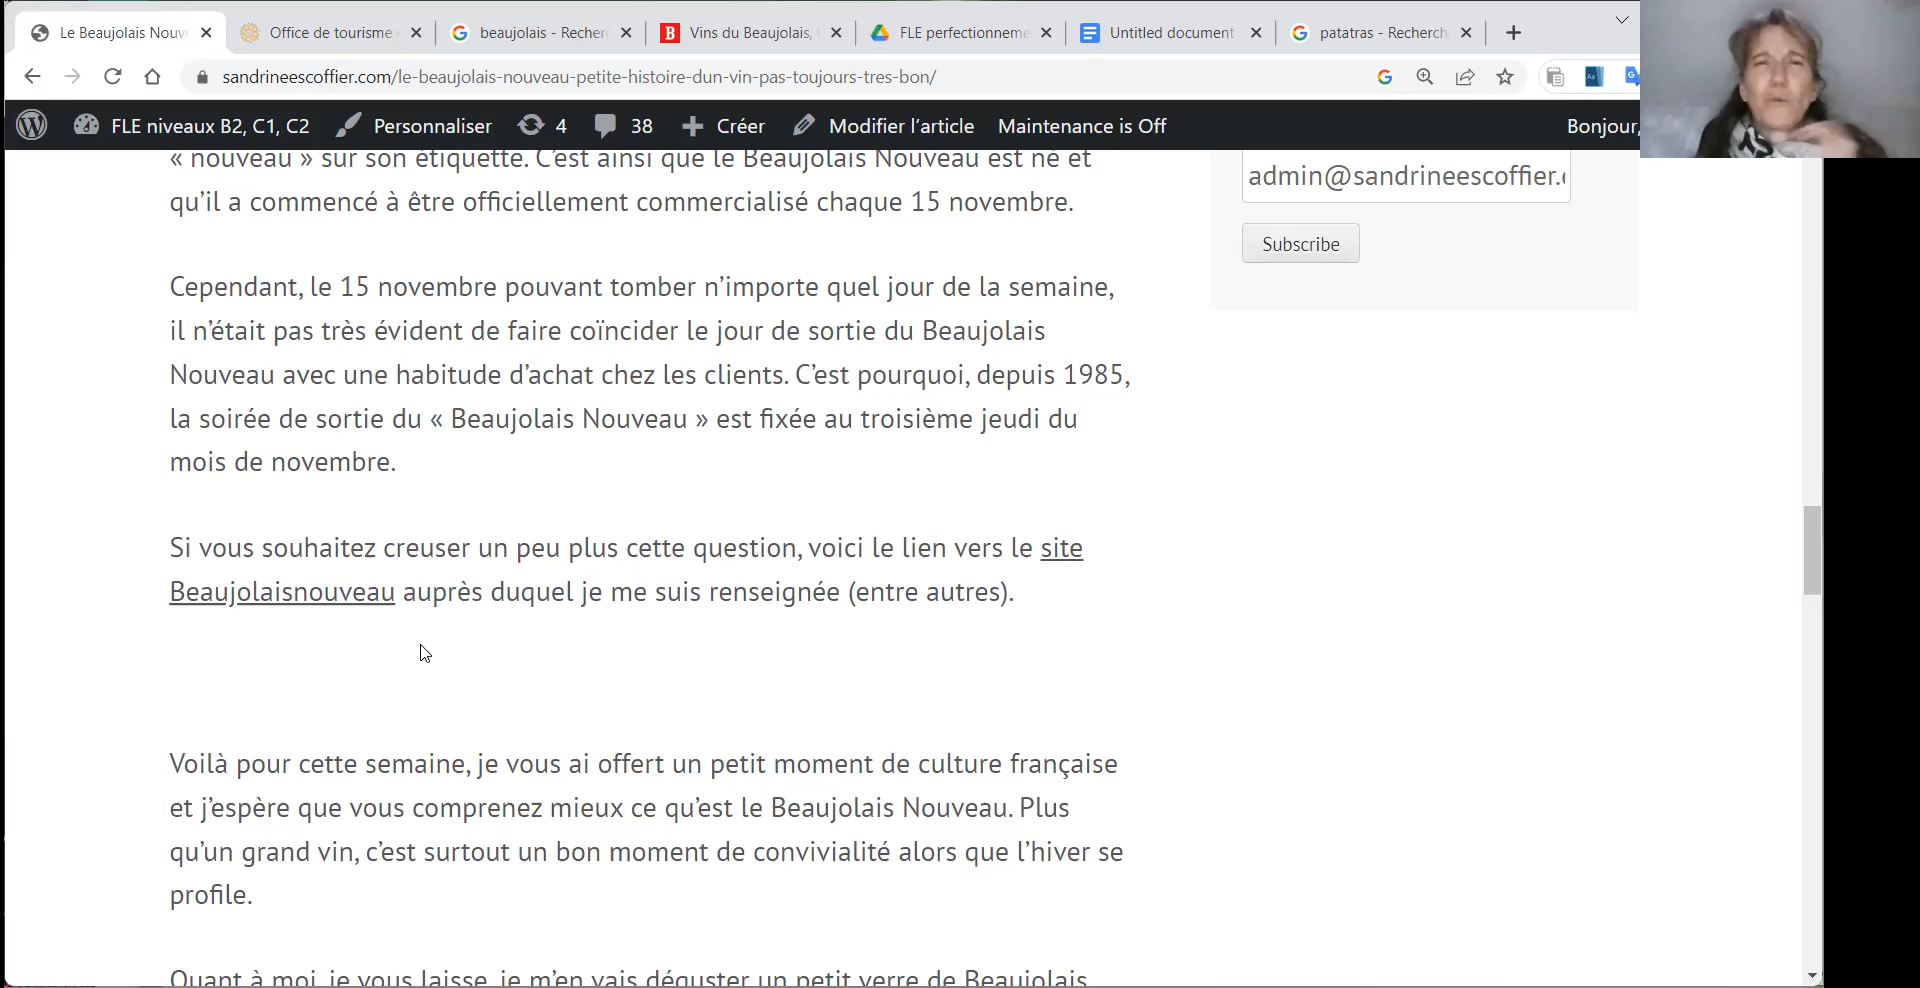 Le Beaujolais Nouv
Office de tourisme
beaujolais - Recher
Vins du Beaujolais,
FLE perfectionneme
Untitled document
patatras - Recherch
sandrineescoffier.com/le-beaujolais-nouveau-petite-histoire-dun-vin-pas-toujours-tres-bon/
FLE niveaux B2, C1, C2
Personnaliser
4
38
Créer
Modifier l'article
Maintenance is Off
Bonjour,
« nouveau » sur son étiquette. C'est ainsi que le Beaujolais Nouveau est né et
qu'il a commencé à être officiellement commercialisé chaque 15 novembre.
admin@sandrineescoffier.
Subscribe
Cependant, le 15 novembre pouvant tomber n'importe quel jour de la semaine,
il n'était pas très évident de faire coïncider le jour de sortie du Beaujolais
Nouveau avec une habitude d'achat chez les clients. C'est pourquoi, depuis 1985,
la soirée de sortie du « Beaujolais Nouveau » est fixée au troisième jeudi du
mois de novembre.
Si vous souhaitez creuser un peu plus cette question, voici le lien vers le site
Beaujolaisnouveau auprès duquel je me suis renseignée (entre autres).
Voilà pour cette semaine, je vous ai offert un petit moment de culture française
et j'espère que vous comprenez mieux ce qu'est le Beaujolais Nouveau. Plus
qu'un grand vin, c'est surtout un bon moment de convivialité alors que l'hiver se
profile.
Quant à moi, je vous laisse, je m'en vais déguster un petit verre de Beaujolais